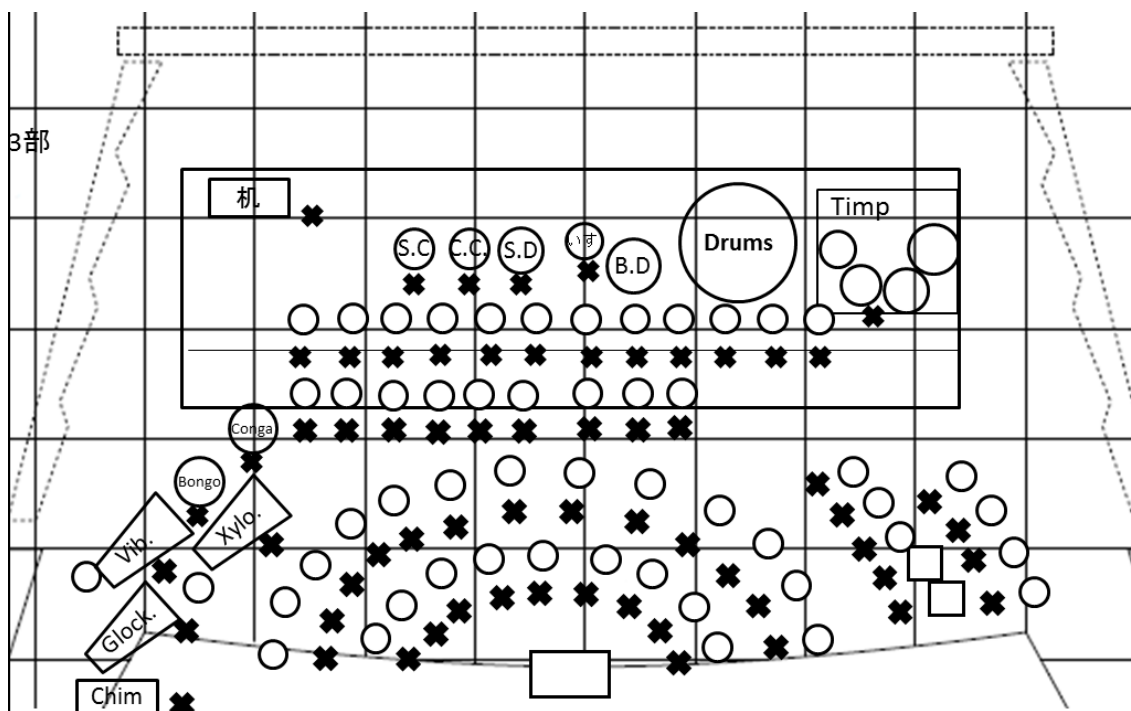 3部
机
Timp
S.C
C.C.
S.D
いす
B.D
Drums
Conga
Bongo
Xylo.
Vib.
Glock.
Chim